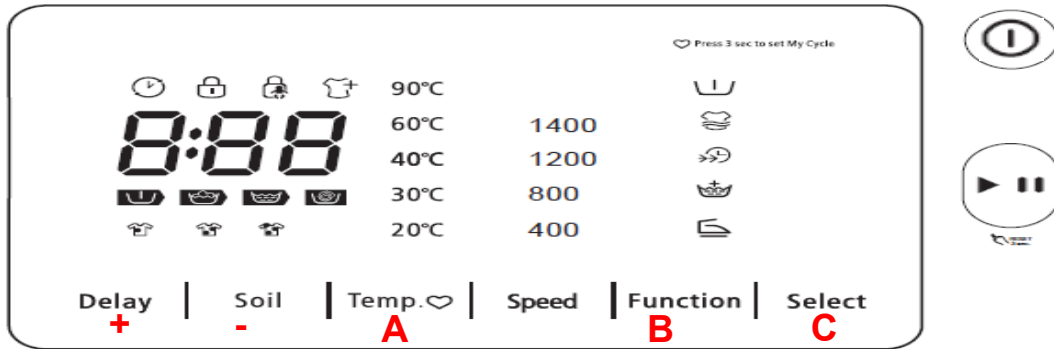 Press 3 sec to set My Cycle
90°C
8:88
60°C 1400
40°C 1200
30°C 800
20°C 400
Delay Soil Temp. Speed Function Select
+ - A B C